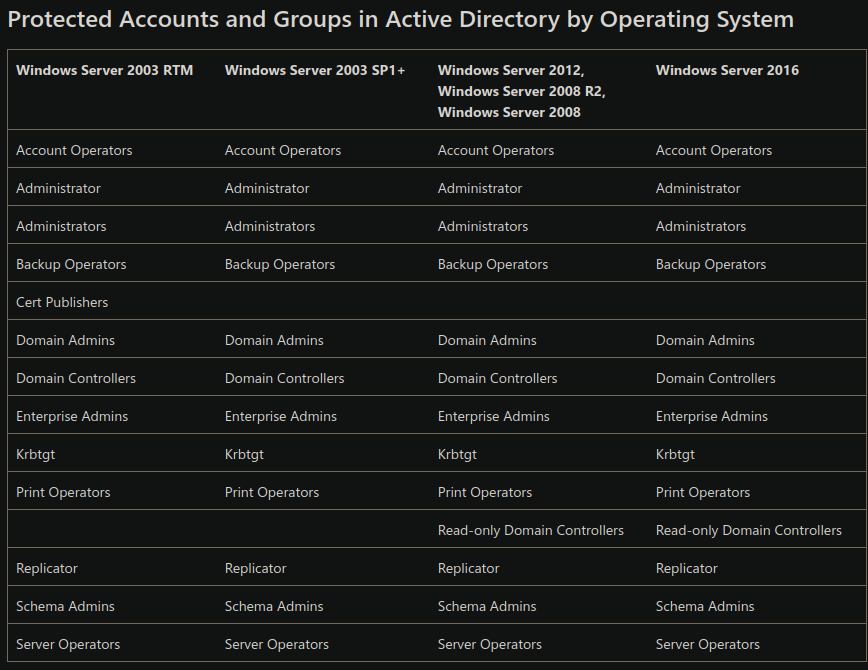 Protected Accounts and Groups in Active Directory by Operating System
Windows Server 2003 RTM Windows Server 2003 SP1+ Windows Server 2012, Windows Server 2016
Windows Server 2008 R2,
Windows Server 2008
Account Operators Account Operators Account Operators Account Operators
Administrator Administrator Administrator Administrator
Administrators Administrators Administrators Administrators
Backup Operators Backup Operators Backup Operators Backup Operators
Cert Publishers
Domain Admins Domain Admins Domain Admins Domain Admins
Domain Controllers Domain Controllers Domain Controllers Domain Controllers
Enterprise Admins Enterprise Admins Enterprise Admins Enterprise Admins
Krbtgt Krbtgt Krbtgt Krbtgt
Print Operators Print Operators Print Operators Print Operators
Read-only Domain Controllers Read-only Domain Controllers
Replicator Replicator Replicator Replicator
Schema Admins Schema Admins Schema Admins Schema Admins
Server Operators Server Operators Server Operators Server Operators